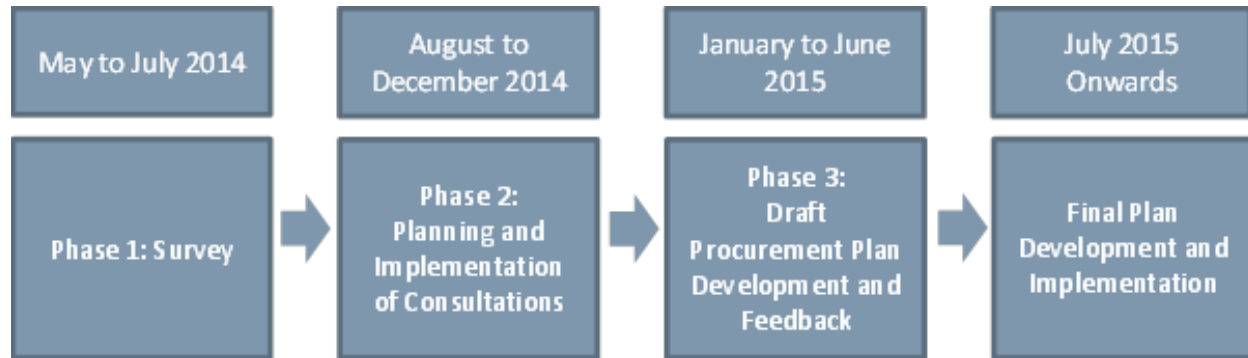 May to July 2014
August to
December 2014
January to June
2015
July 2015
Onwards
Phase 1: Survey
Phase 2:
Planning and
Implementation
of Consultations
Phase 3:
Draft
Procurement Plan
Development and
Feedback
Final Plan
Development and
Implementation